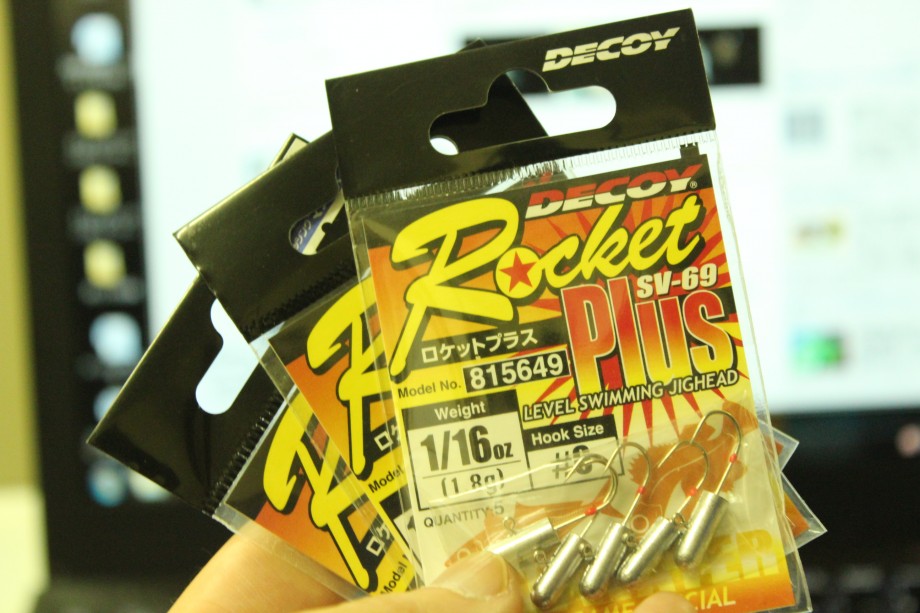 DECOY
DECOY®
Rocket
SV-69
Plus
ロケットプラス
Model No. 815649
LEVEL SWIMMING JIGHEAD
Weight
1/16oz
(1.8g)
Hook Size
QUANTITY 5